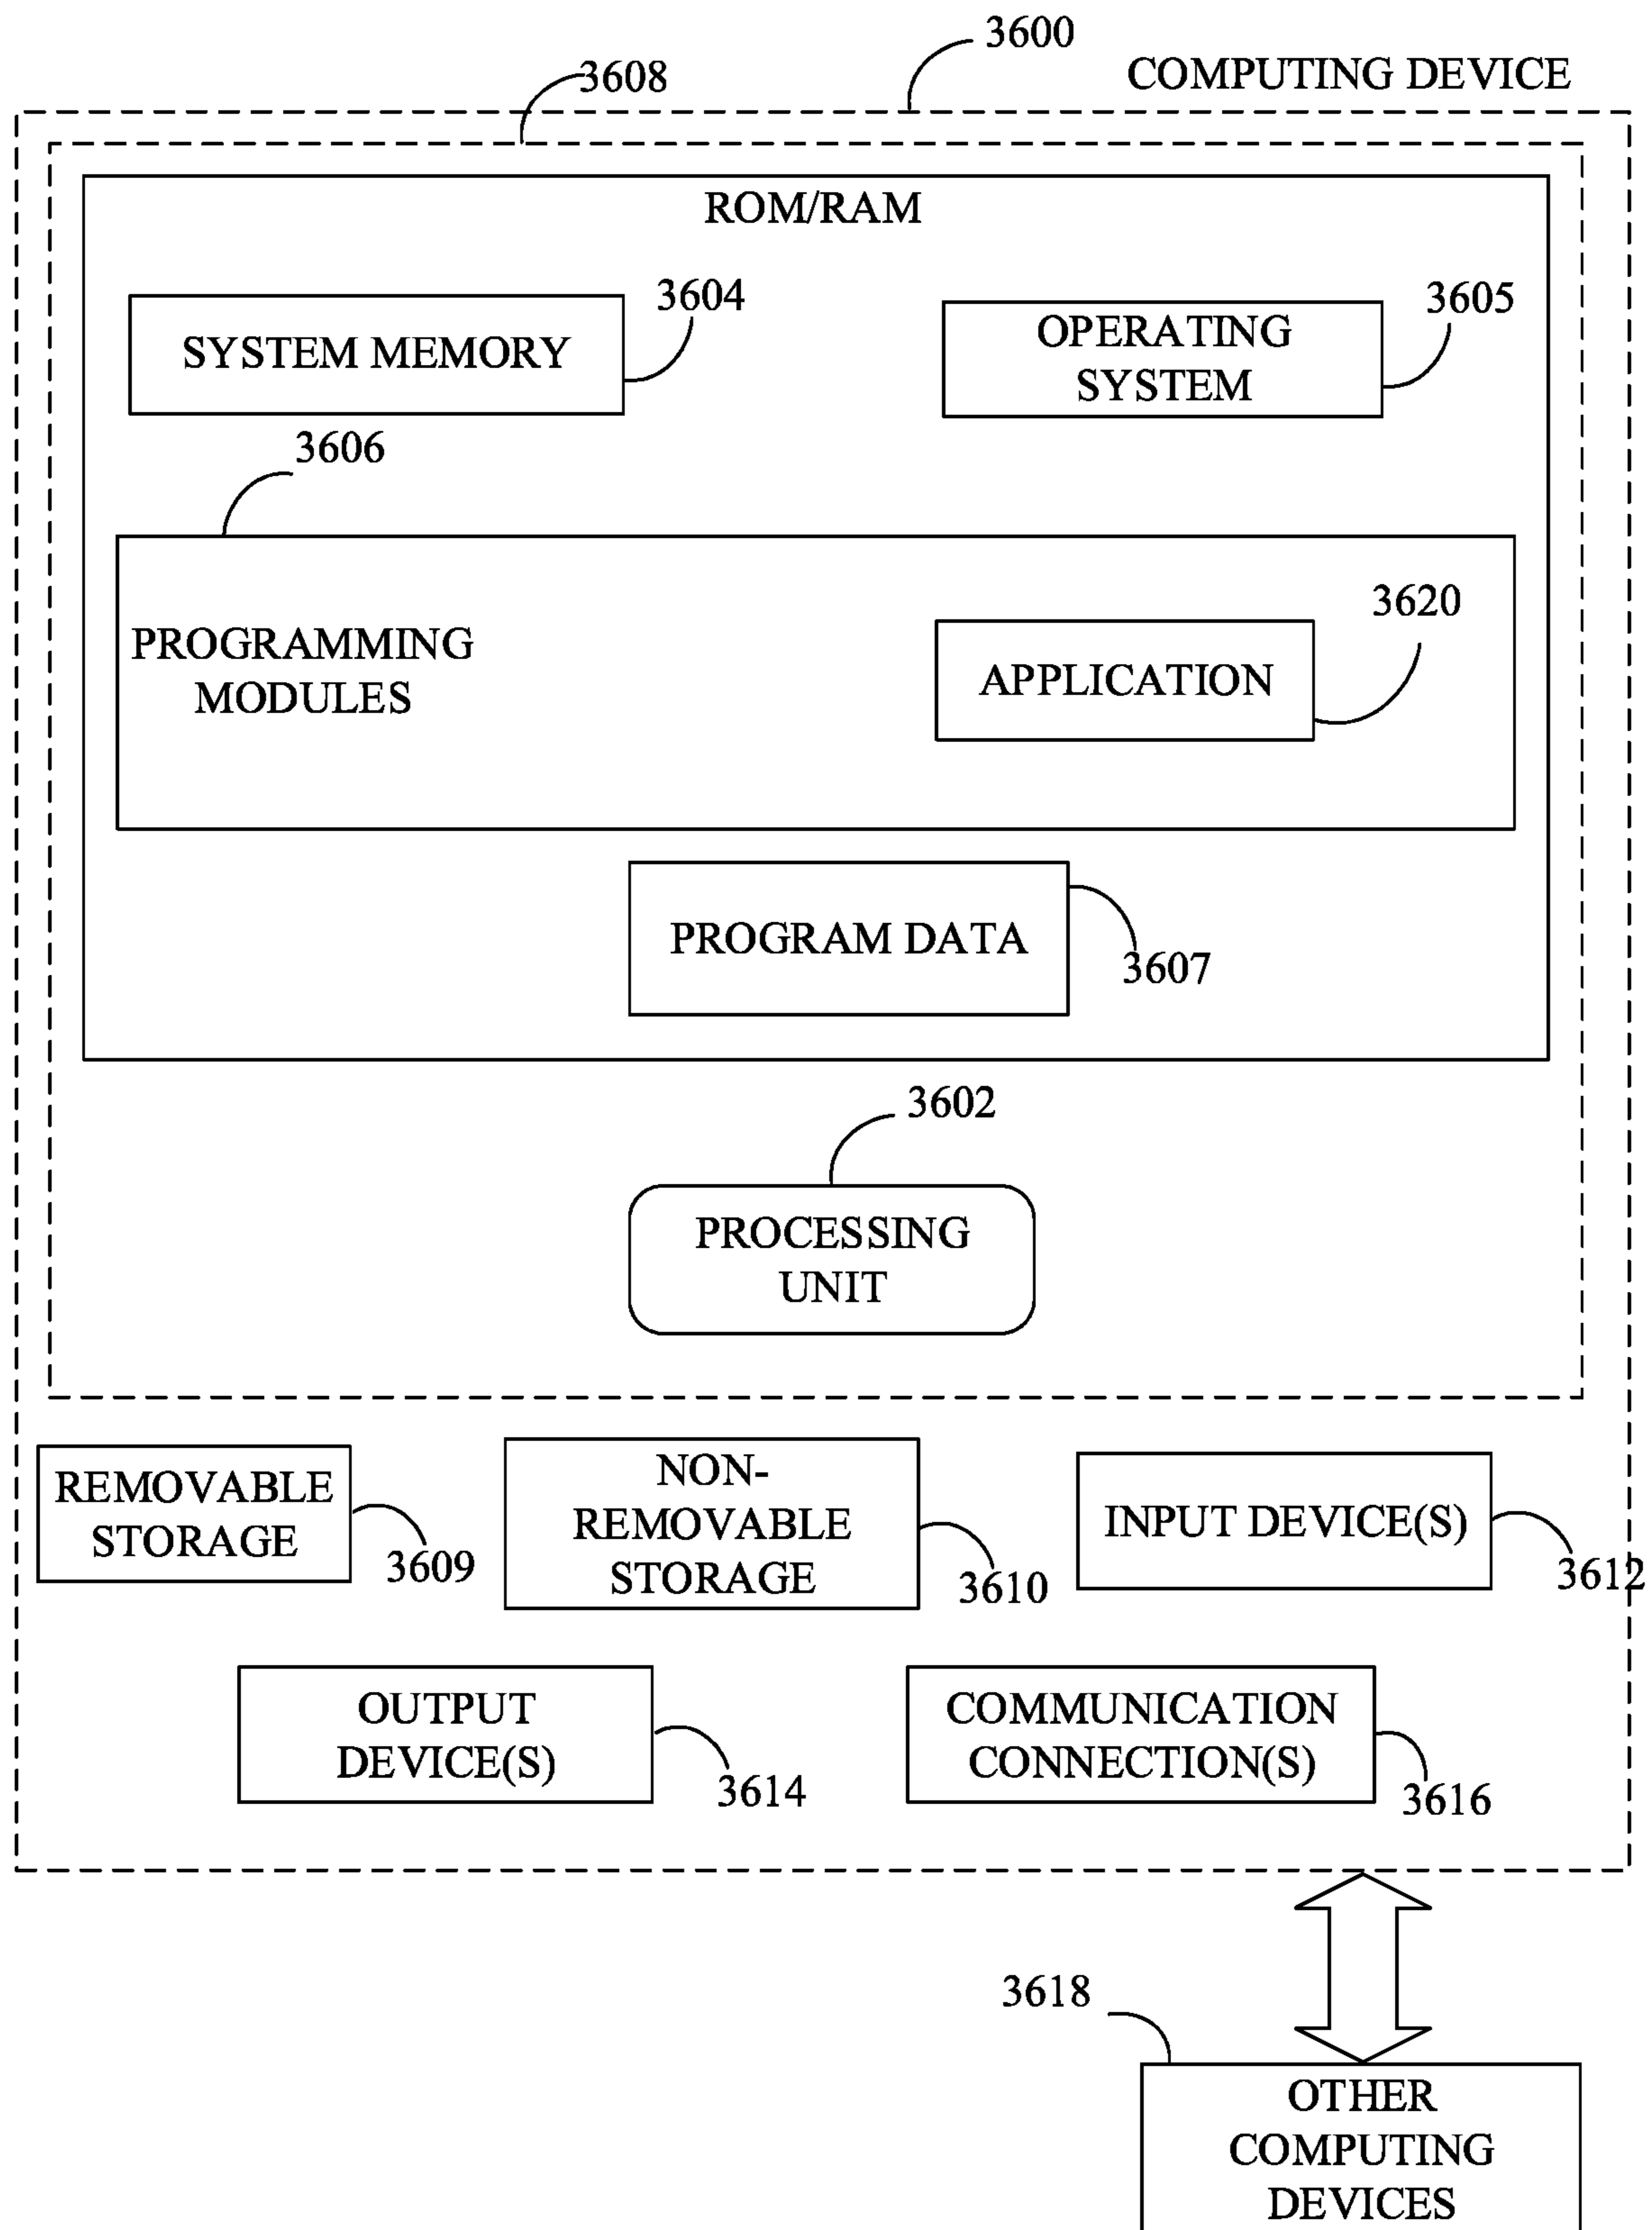 3600
COMPUTING DEVICE
3608
ROM/RAM
3604
SYSTEM MEMORY
3605
OPERATING
SYSTEM
3606
PROGRAMMING
MODULES
3620
APPLICATION
PROGRAM DATA
3607
3602
PROCESSING
UNIT
REMOVABLE
STORAGE
3609
NON-
REMOVABLE
STORAGE
3610
INPUT DEVICE(S)
3612
OUTPUT
DEVICE(S)
3614
COMMUNICATION
CONNECTION(S)
3616
3618
OTHER
COMPUTING
DEVICES